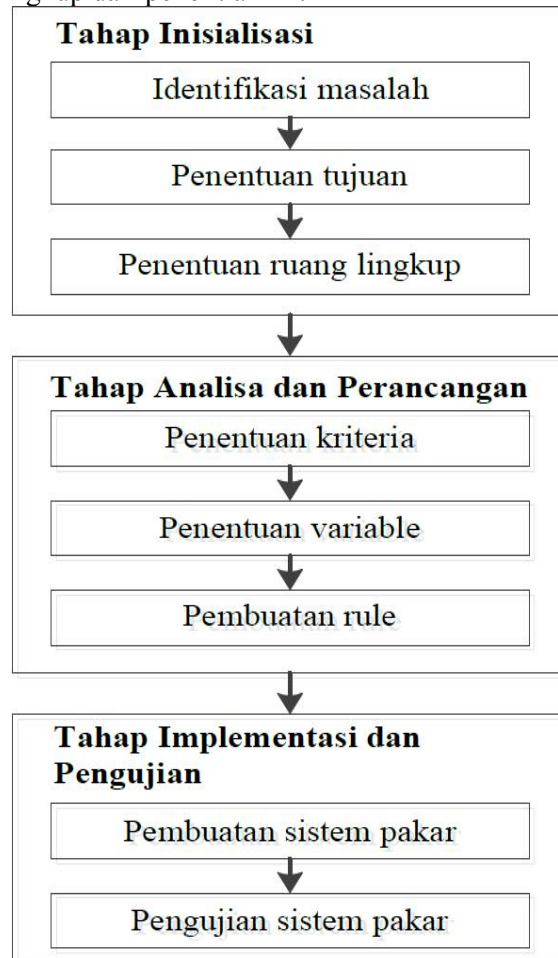 Tahap Inisialisasi
Identifikasi masalah
Penentuan tujuan
Penentuan ruang lingkup
Tahap Analisa dan Perancangan
Penentuan kriteria
Penentuan variable
Pembuatan rule
Tahap Implementasi dan
Pengujian
Pembuatan sistem pakar
Pengujian sistem pakar